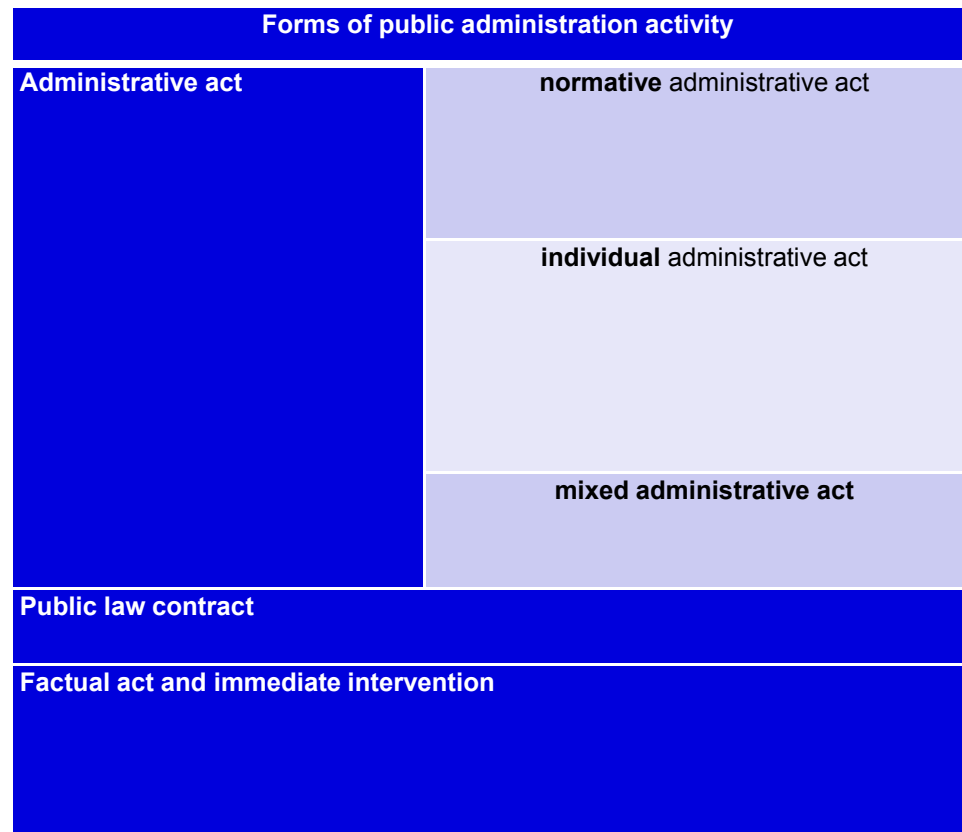 Forms of public administration activity
Administrative act
normative administrative act
individual administrative act
mixed administrative act
Public law contract
Factual act and immediate intervention